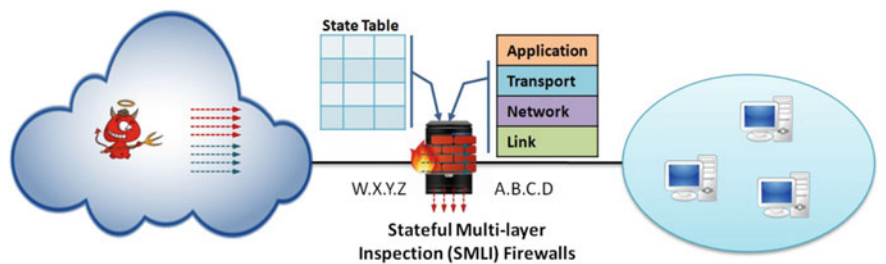 State Table
Application
Transport
Network
Link
W.X.Y.Z
A.B.C.D
Stateful Multi-layer
Inspection (SMLI) Firewalls